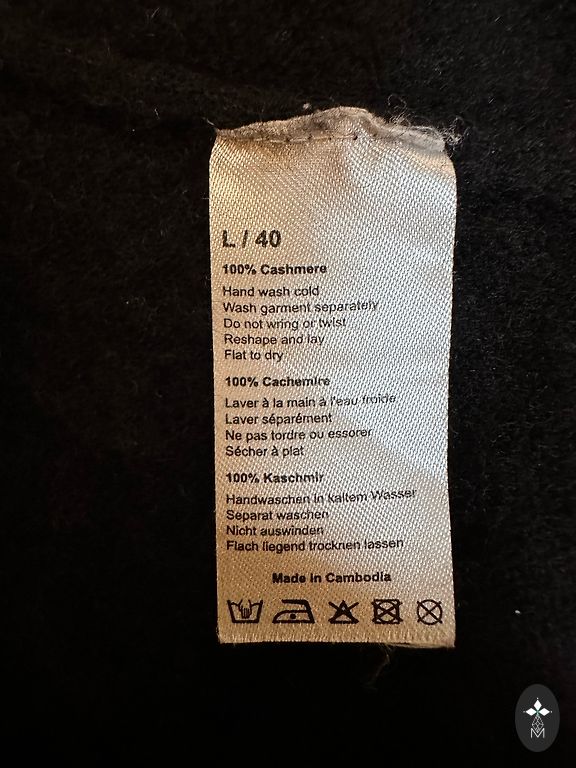 L / 40
100% Cashmere
Hand wash cold
Wash garment separately
Do not wring or twist
Reshape and lay
Flat to dry
100% Cachemire
Laver à la main à l'eau froide
Laver séparément
Ne pas tordre ou essorer
Sécher à plat
100% Kaschmir
Handwaschen in kaltem Wasser
Separat waschen
Nicht auswinden
Flach liegend trocknen lassen
Made in Cambodia
M